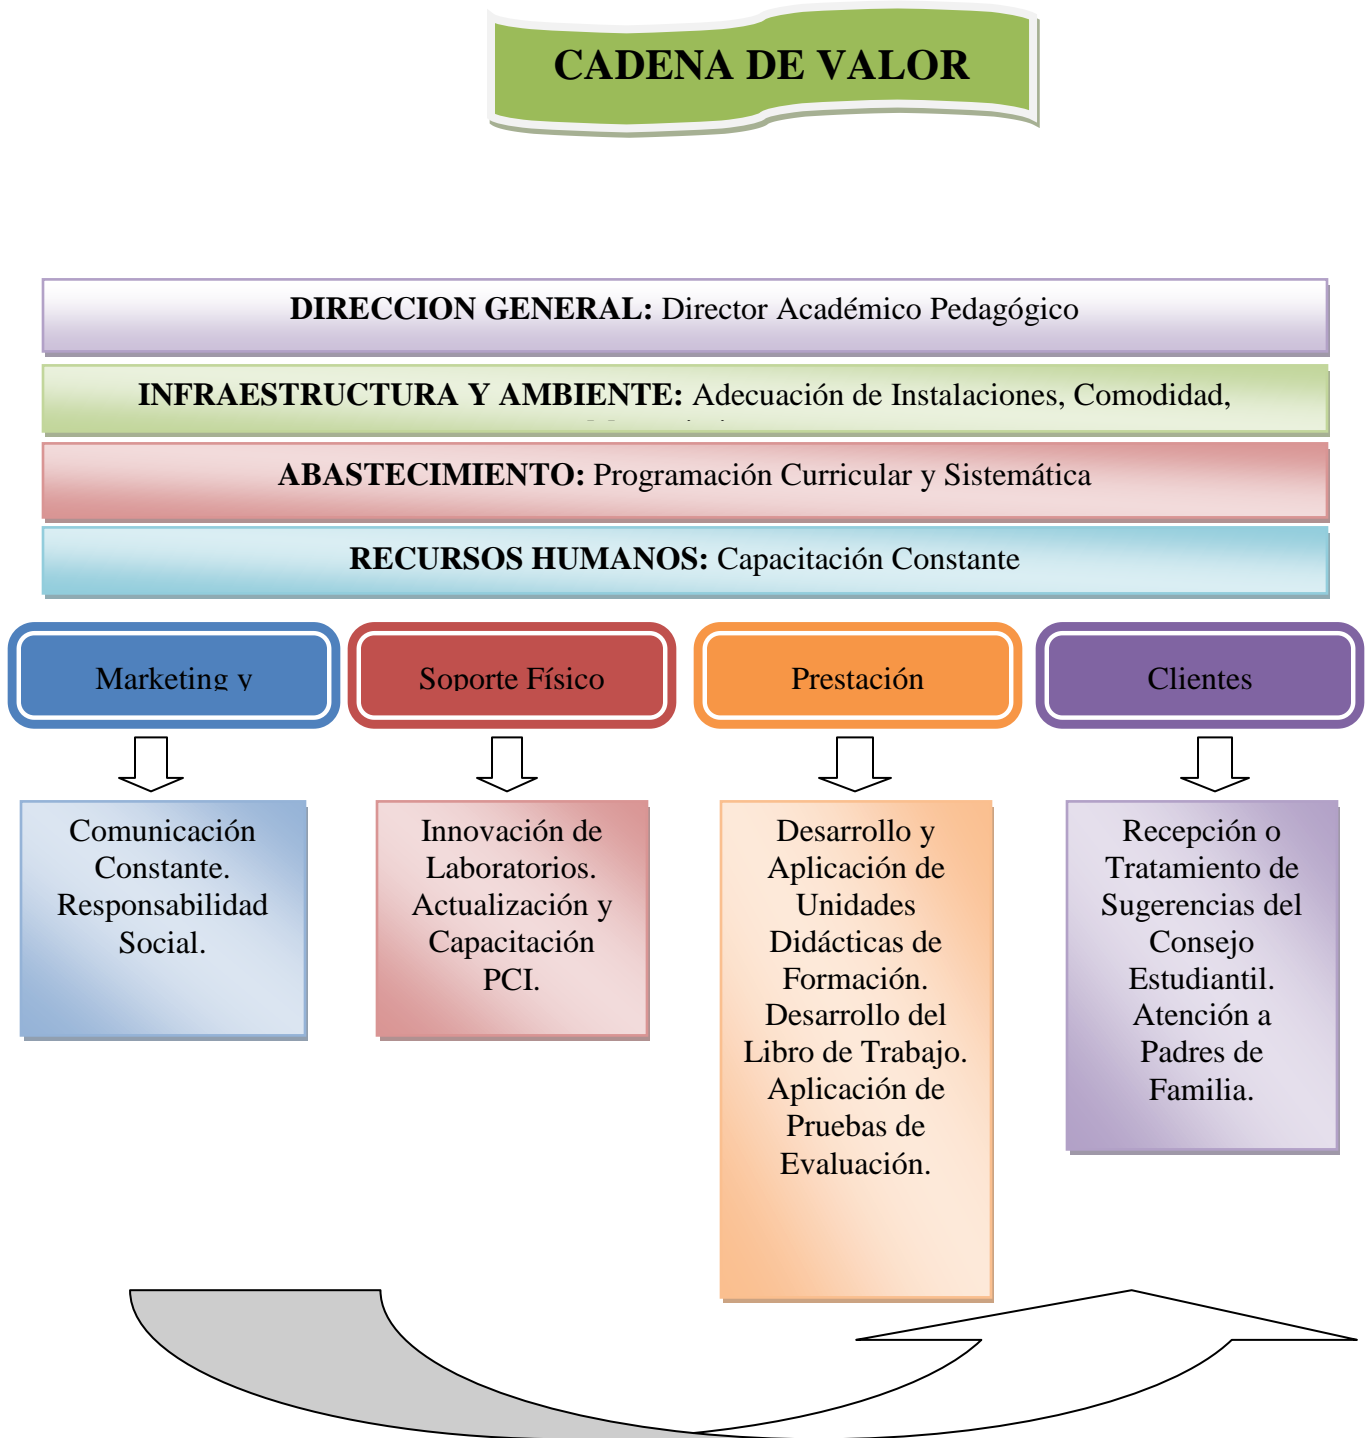 CADENA DE VALOR
DIRECCION GENERAL: Director Académico Pedagógico
INFRAESTRUCTURA Y AMBIENTE: Adecuación de Instalaciones, Comodidad,
ABASTECIMIENTO: Programación Curricular y Sistemática
RECURSOS HUMANOS: Capacitación Constante
Marketing y
Soporte Físico
Prestación
Clientes
Comunicación
Constante.
Responsabilidad
Social.
Innovación de
Laboratorios.
Actualización y
Capacitación
PCI.
Desarrollo y
Aplicación de
Unidades
Didácticas de
Formación.
Desarrollo del
Libro de Trabajo.
Aplicación de
Pruebas de
Evaluación.
Recepción o
Tratamiento de
Sugerencias del
Consejo
Estudiantil.
Atención a
Padres de
Familia.